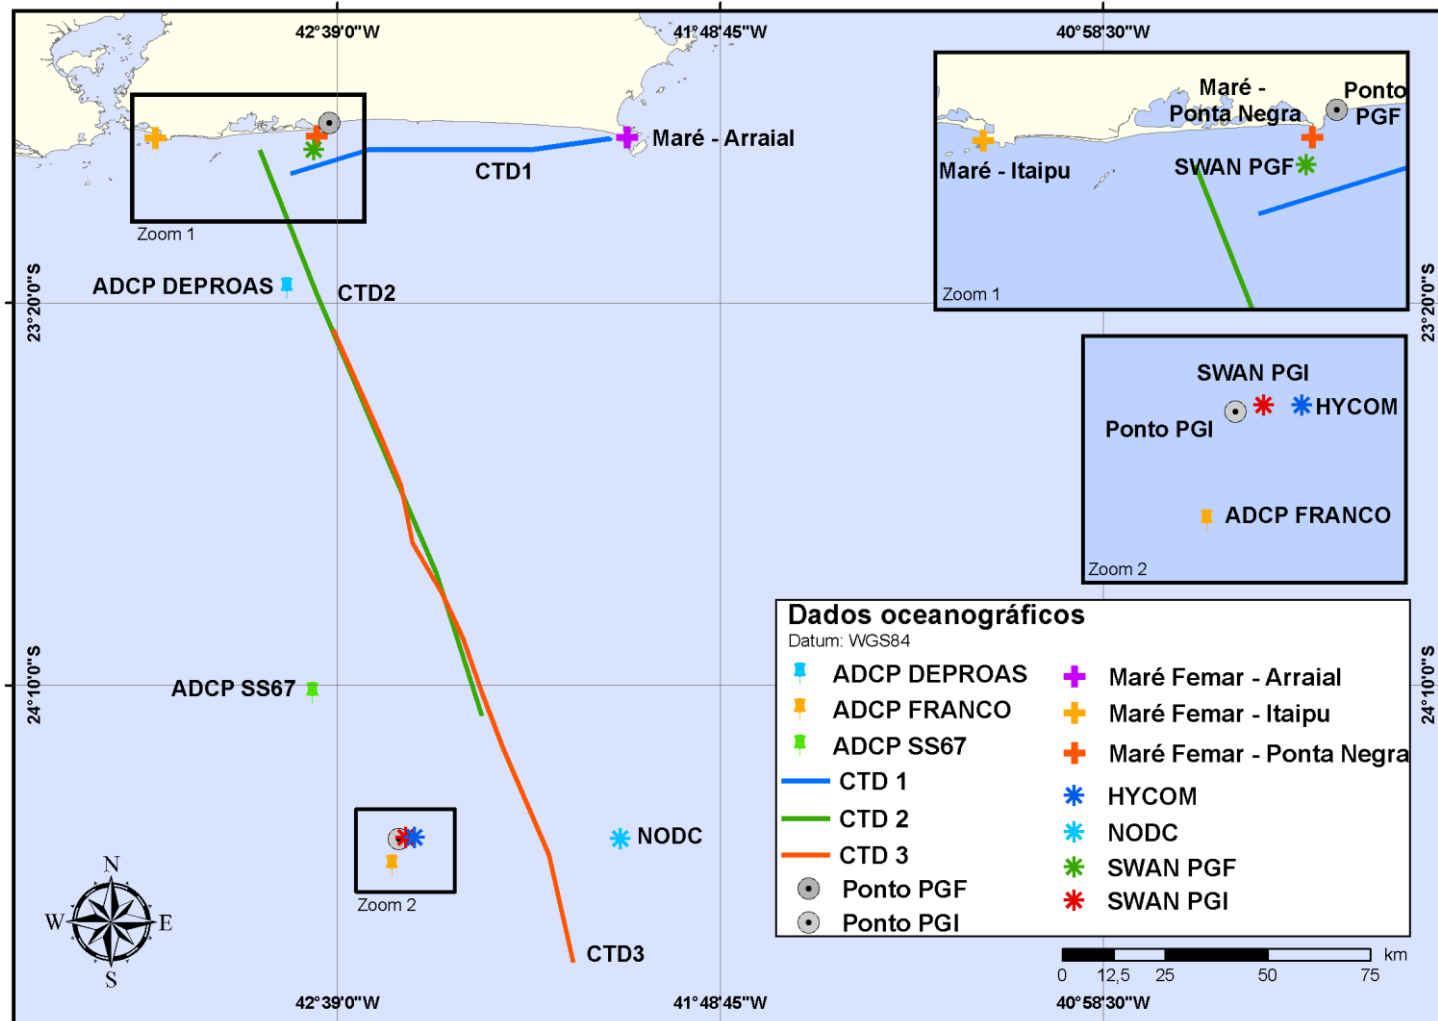 42°39'0"W
41°48'45"W
40°58'30"W
Maré - Arraial
CTD1
Zoom 1
ADCP DEPROAS
CTD2
23°20'0"S
Maré -
Ponta Negra
Ponto
PGF
Maré - Itaipu
SWAN PGF
Zoom 1
23°20'0"S
SWAN PGI
HYCOM
Ponto PGI
ADCP FRANCO
Zoom 2
24°10'0"S
ADCP SS67
NODC
Zoom 2
CTD3
N
W
E
S
Dados oceanográficos
Datum: WGS84
ADCP DEPROAS
ADCP FRANCO
ADCP SS67
CTD 1
CTD 2
CTD 3
Ponto PGF
Ponto PGI
Maré Femar - Arraial
Maré Femar - Itaipu
Maré Femar - Ponta Negra
HYCOM
NODC
SWAN PGF
SWAN PGI
24°10'0"S
km
0 12,5 25 50 75
42°39'0"W
41°48'45"W
40°58'30"W